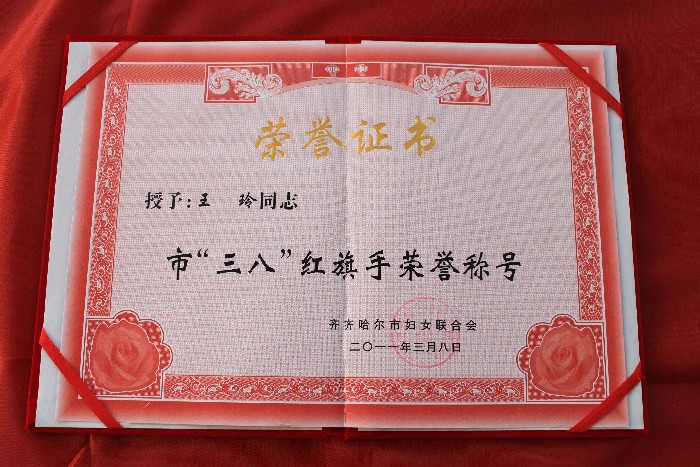 荣誉证书
授予:王 玲同志
市“三八”红旗手荣誉称号
齐齐哈尔市妇女联合会
二〇一一年三月八日